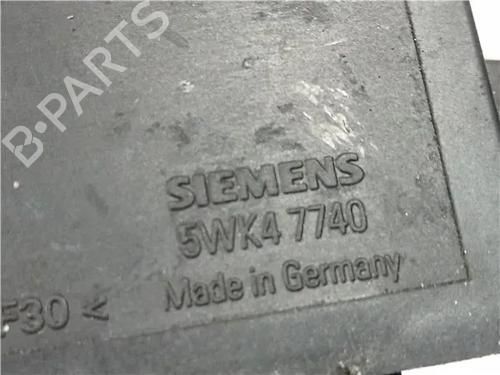 B-PARTS
SIEMENS
5WK4 7740
Made in Germany
F30 <